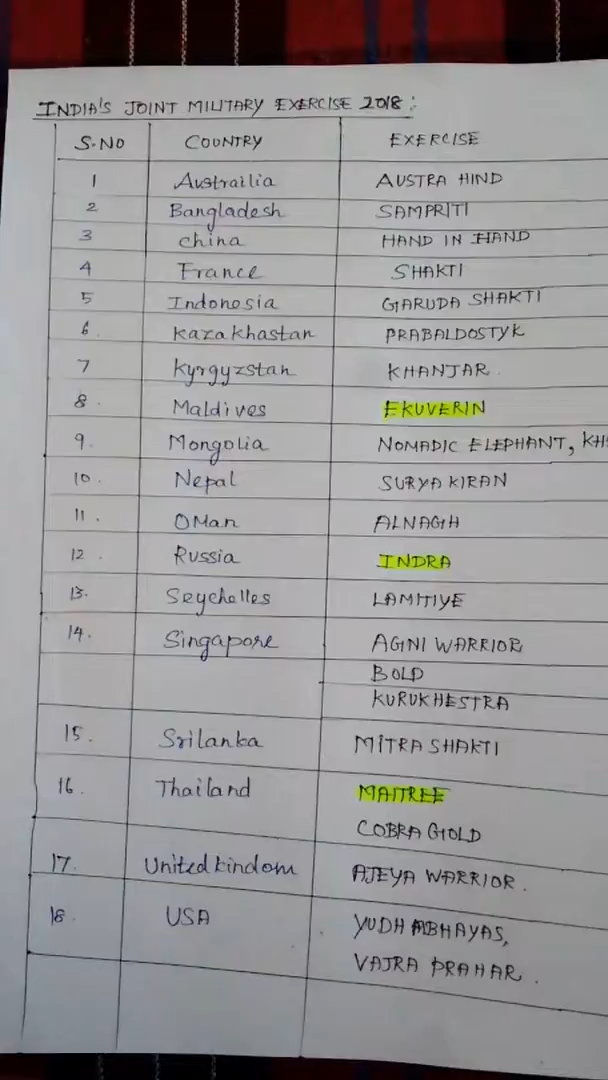 INDIA'S JOINT MILITARY EXERCISE 2018:
S.NO COUNTRY EXERCISE
1 Austrailia AUSTRA HIND
2 Bangladesh SAMPRITI
3 China HAND IN HAND
4 France SHAKTI
5 Indonesia GARUDA SHAKTI
6. Kazakhastan PRABALDOSTYK
7 Kyrgyzstan KHANJAR.
8. Maldives EKUVERIN
9. Mongolia NOMADIC ELEPHANT,
10. Nepal SURYA KIRAN
11. OMan ALNAGH
12. Russia INDRA
13. Seychelles LAMITIYE
14. Singapore AGINI WARRIOR
BOLD
KURUKHESTRA
15. Srilanka MITRA SHAKTI
16. Thailand MAITREE
COBRA GOLD
17. United kindom AJEYA WARRIOR.
18. USA YUDH ABHAYAS,
VAJRA PRAHAR.